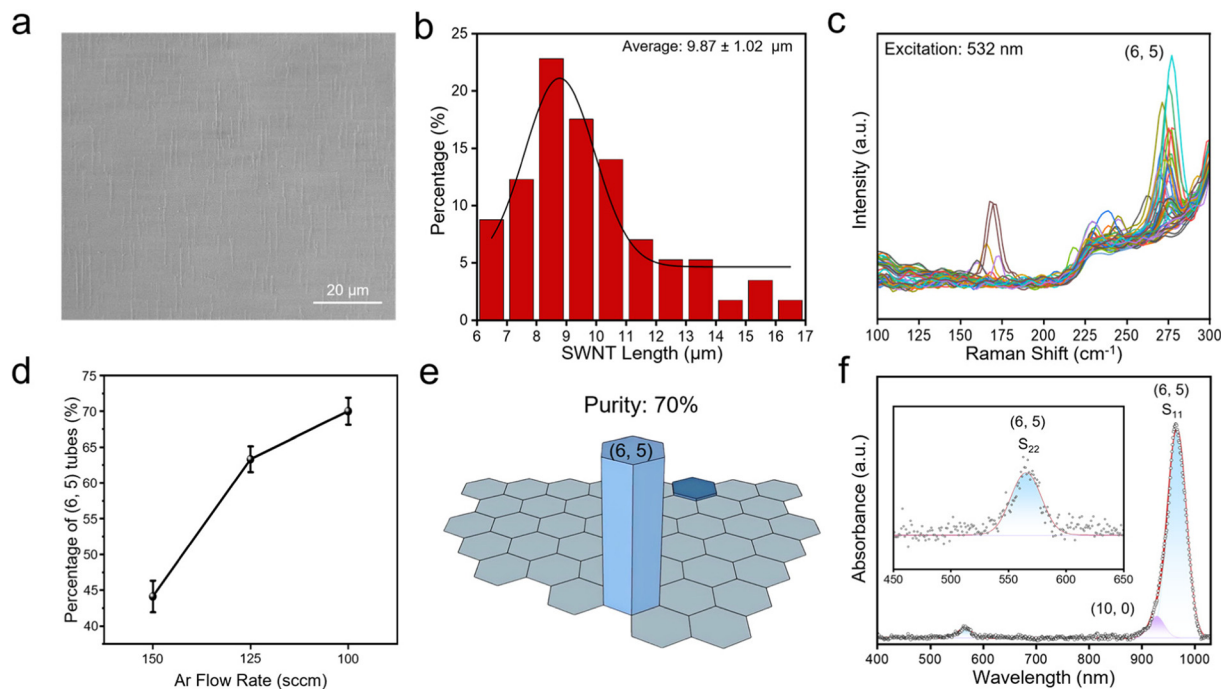 a
20 µm
b
Average: 9.87 ± 1.02 µm
Percentage (%)
25
20
15
10
5
0
6 7 8 9 10 11 12 13 14 15 16 17
SWNT Length (µm)
c
Excitation: 532 nm
(6, 5)
Intensity (a.u.)
100 125 150 175 200 225 250 275 300
Raman Shift (cm⁻¹)
d
Percentage of (6, 5) tubes (%)
75
70
65
60
55
50
45
40
150 125 100
Ar Flow Rate (sccm)
e
Purity: 70%
(6, 5)
f
(6, 5)
S₁₁
Absorbance (a.u.)
(6, 5)
S₂₂
450 500 550 600 650
(10, 0)
400 500 600 700 800 900 1000
Wavelength (nm)